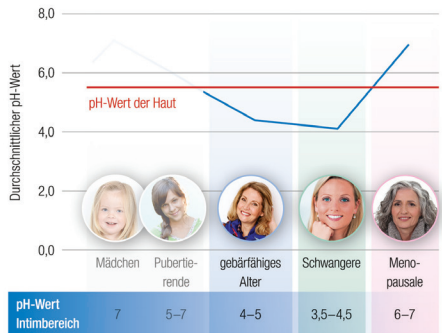 Durchschnittlicher pH-Wert
8,0
6,0
4,0
2,0
0,0
pH-Wert der Haut
Mädchen
Pubertie-
rende
gebärfähiges
Alter
Schwangere
Meno-
pausale
pH-Wert
Intimbereich
7
5–7
4–5
3,5–4,5
6–7